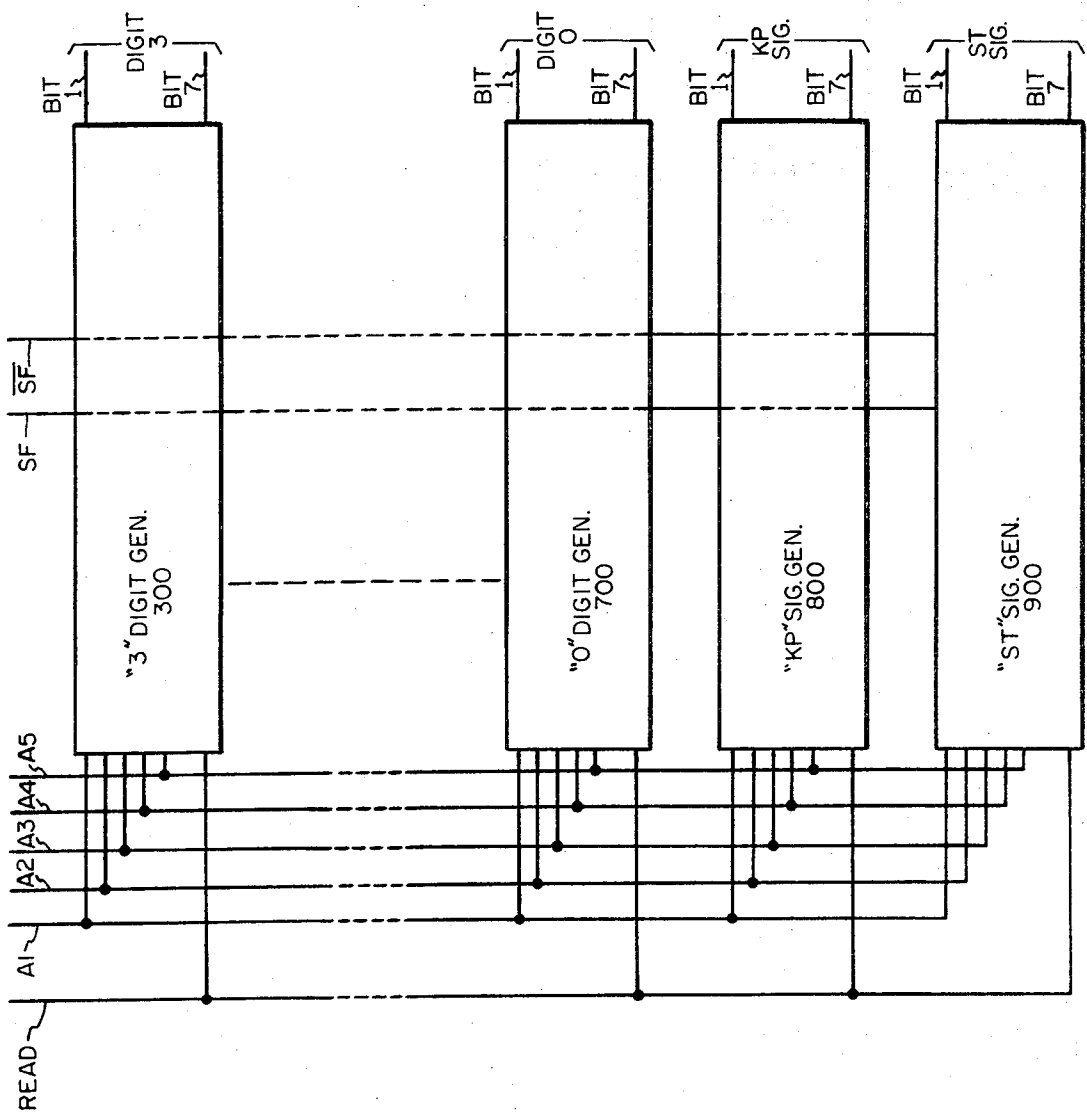 SF
SF
READ
A1
A2
A3
A4
A5
"3" DIGIT GEN.
300
BIT
1
BIT
7
DIGIT
3
"0" DIGIT GEN.
700
BIT
1
BIT
7
DIGIT
0
"KP" SIG. GEN.
800
BIT
1
BIT
7
KP
SIG.
"ST" SIG. GEN.
900
BIT
1
BIT
7
ST
SIG.